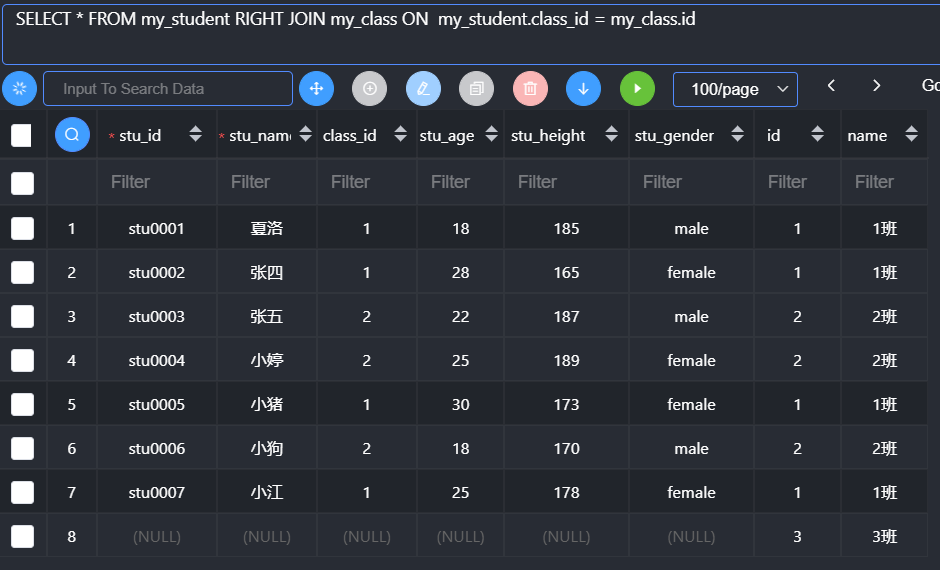 SELECT * FROM my_student RIGHT JOIN my_class ON  my_student.class_id = my_class.id
Input To Search Data 100/page Go
* stu_id * stu_name class_id stu_age stu_height stu_gender id name
Filter Filter Filter Filter Filter Filter Filter Filter
1 stu0001 夏洛 1 18 185 male 1 1班
2 stu0002 张四 1 28 165 female 1 1班
3 stu0003 张五 2 22 187 male 2 2班
4 stu0004 小婷 2 25 189 female 2 2班
5 stu0005 小猪 1 30 173 female 1 1班
6 stu0006 小狗 2 18 170 male 2 2班
7 stu0007 小江 1 25 178 female 1 1班
8 (NULL) (NULL) (NULL) (NULL) (NULL) (NULL) 3 3班